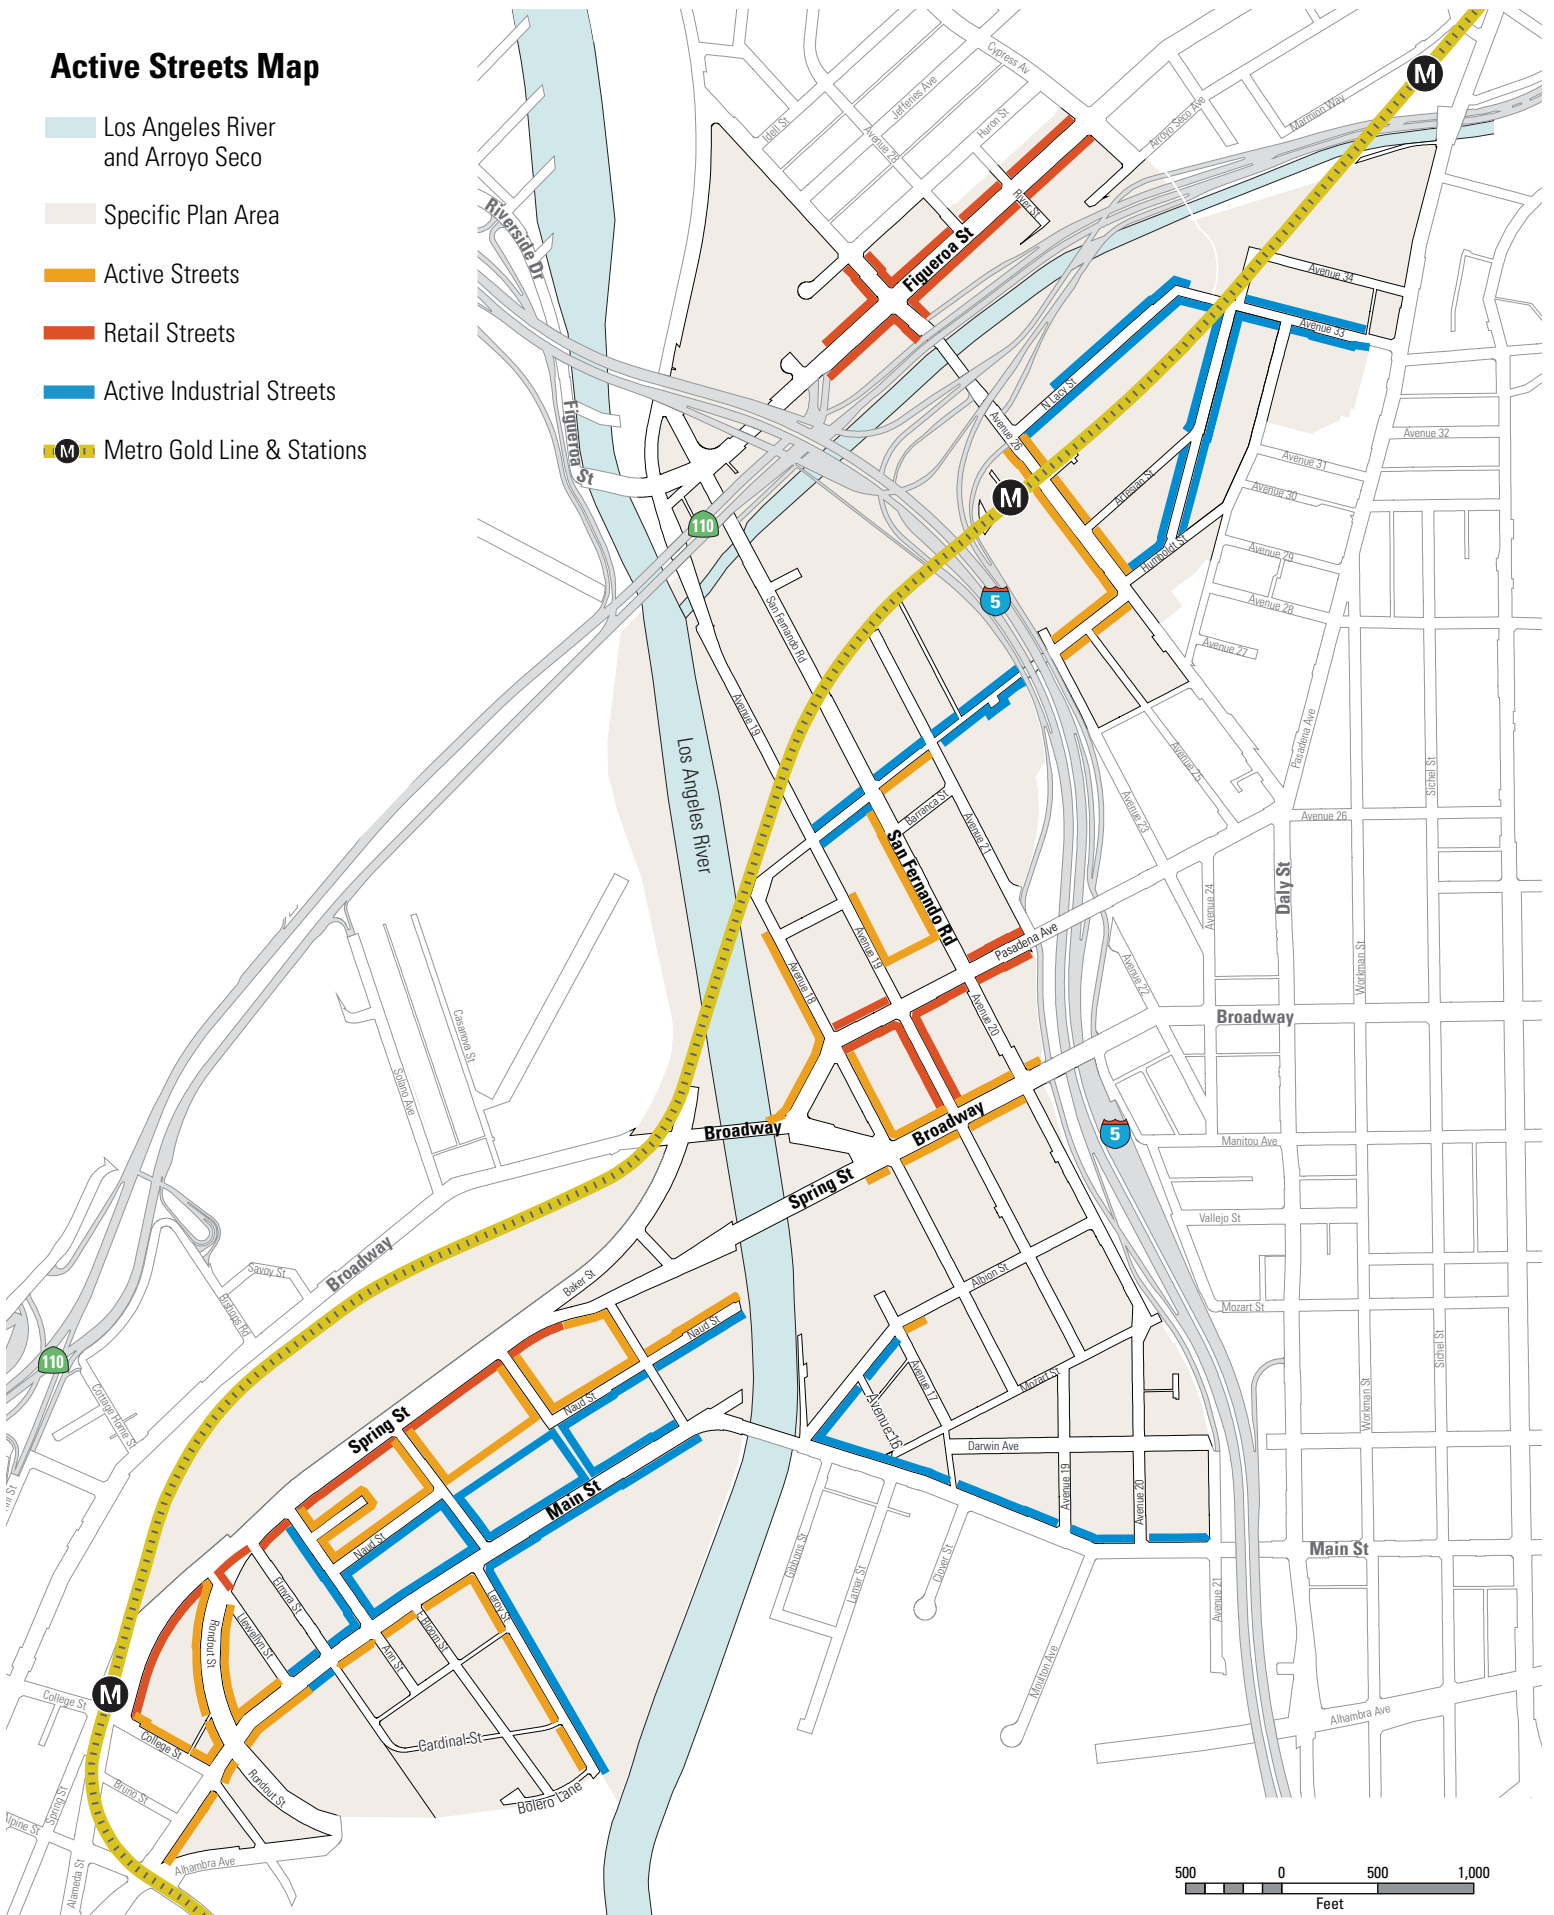 Active Streets Map
Los Angeles River
and Arroyo Seco
Specific Plan Area
Active Streets
Retail Streets
Active Industrial Streets
M
Metro Gold Line & Stations
Cypress Av
M
Jefferies Ave
Idell St
Avenue 28
Huron St
Arroyo Seco Ave
Marmion Way
Riverside Dr
River St
Figueroa St
Avenue 34
Avenue 33
N Lacy St
Figueroa St
Avenue 26
Avenue 32
Avenue 31
Avenue 30
Artesian St
M
110
Humboldt St
Avenue 29
5
Avenue 28
San Fernando Rd
Avenue 27
Avenue 19
Pasadena Ave
Avenue 25
Los Angeles River
Sichel St
Barranca St
Avenue 21
Avenue 23
Avenue 26
San Fernando Rd
Daly St
Avenue 24
Avenue 19
Pasadena Ave
Workman St
Avenue 18
Avenue 22
Avenue 20
Broadway
Casanova St
Solano Ave
Broadway
Broadway
5
Manitou Ave
Spring St
Vallejo St
Broadway
Savoy St
Baker St
Albion St
Bishops Rd
Mozart St
Naud St
Sichel St
110
Avenue 17
Mozart St
Cottage Home St
Naud St
Avenue 16
Workman St
Spring St
Darwin Ave
Main St
Avenue 19
Avenue 20
Naud St
Gibbons St
Lamar St
Clover St
Main St
Elmyra St
Leroy St
Avenue 21
Llewellyn St
Rondout St
E Bloom St
Ann St
Moulton Ave
M
College St
College St
Cardinal St
Alhambra Ave
Rondout St
Bruno St
Bolero Lane
Spring St
Alpine St
Alhambra Ave
Alameda St
500 0 500 1,000
Feet